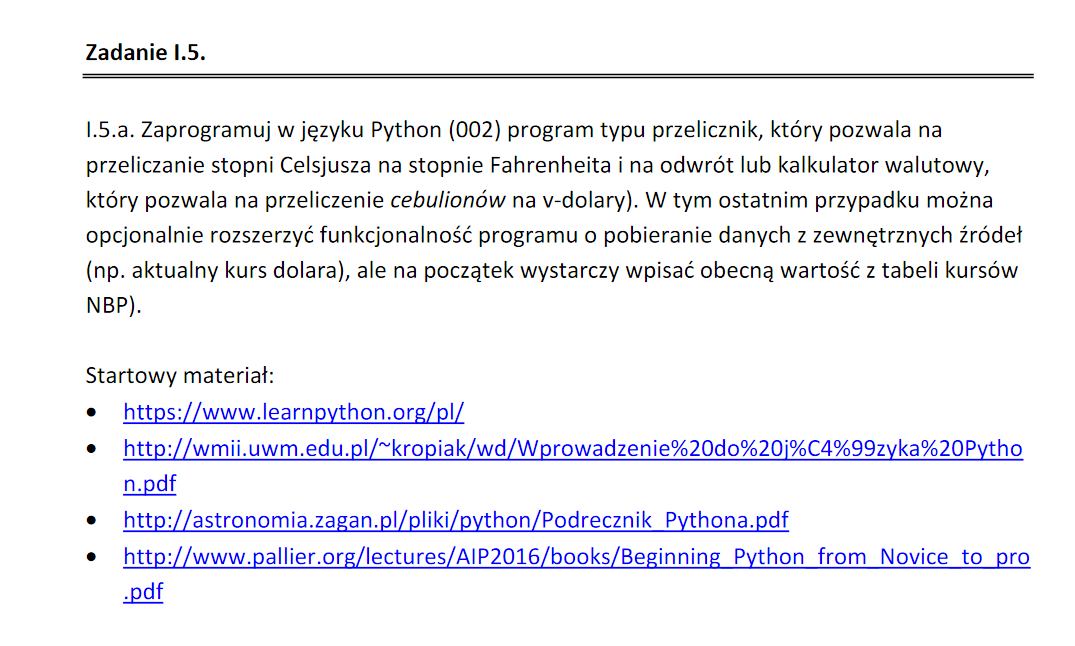 Zadanie I.5.
I.5.a. Zaprogramuj w języku Python (002) program typu przelicznik, który pozwala na
przeliczanie stopni Celsjusza na stopnie Fahrenheita i na odwrót lub kalkulator walutowy,
który pozwala na przeliczenie cebulionów na v-dolary). W tym ostatnim przypadku można
opcjonalnie rozszerzyć funkcjonalność programu o pobieranie danych z zewnętrznych źródeł
(np. aktualny kurs dolara), ale na początek wystarczy wpisać obecną wartość z tabeli kursów
NBP).
Startowy materiał:
• https://www.learnpython.org/pl/
• http://wmii.uwm.edu.pl/~kropiak/wd/Wprowadzenie%20do%20j%C4%99zyka%20Pytho
n.pdf
• http://astronomia.zagan.pl/pliki/python/Podrecznik_Pythona.pdf
• http://www.pallier.org/lectures/AIP2016/books/Beginning_Python_from_Novice_to_pro
.pdf